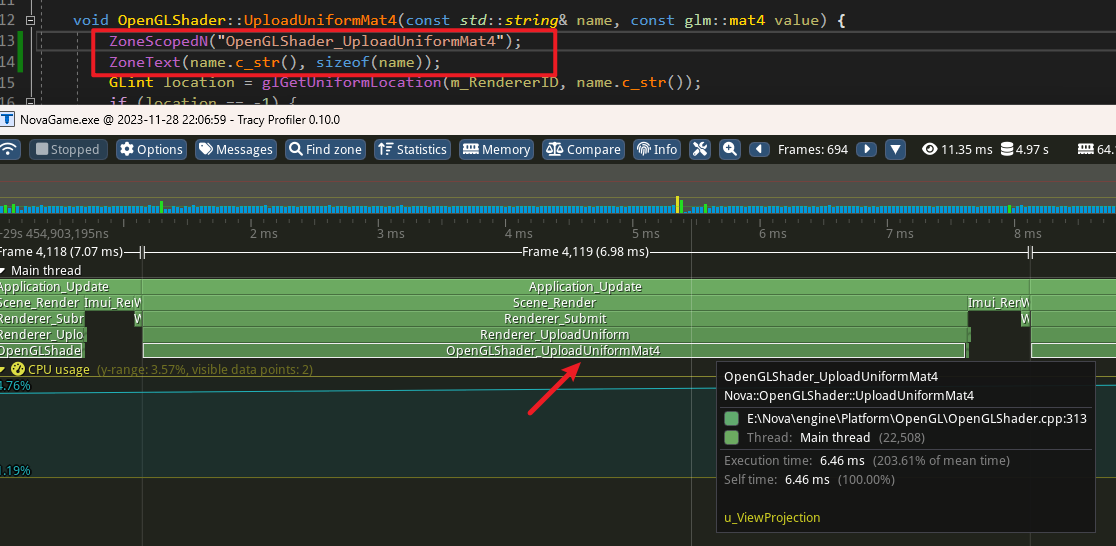 12 void OpenGLShader::UploadUniformMat4(const std::string& name, const glm::mat4 value) {
13 ZoneScopedN("OpenGLShader_UploadUniformMat4");
14 ZoneText(name.c_str(), sizeof(name));
15 GLint location = glGetUniformLocation(m_RendererID, name.c_str());
16 if (location == -1) {
NovaGame.exe @ 2023-11-28 22:06:59 - Tracy Profiler 0.10.0
Stopped Options Messages Find zone Statistics Memory Compare Info Frames: 694 11.35 ms 4.97 s 64.
-29s 454,903,195ns 2 ms 3 ms 4 ms 5 ms 6 ms 7 ms 8 ms
Frame 4,118 (7.07 ms) Frame 4,119 (6.98 ms)
Main thread
Application_Update Application_Update
Scene_Render Imui_Rer W Scene_Render Imui_Rer W
Renderer_Subr W Renderer_Submit W
Renderer_Uplo Renderer_UploadUniform
OpenGLShade OpenGLShader_UploadUniformMat4
CPU usage (y-range: 3.57%, visible data points: 2)
4.76%
OpenGLShader_UploadUniformMat4
Nova::OpenGLShader::UploadUniformMat4
E:\Nova\engine\Platform\OpenGL\OpenGLShader.cpp:313
Thread: Main thread (22,508)
Execution time: 6.46 ms (203.61% of mean time)
1.19%
Self time: 6.46 ms (100.00%)
u_ViewProjection